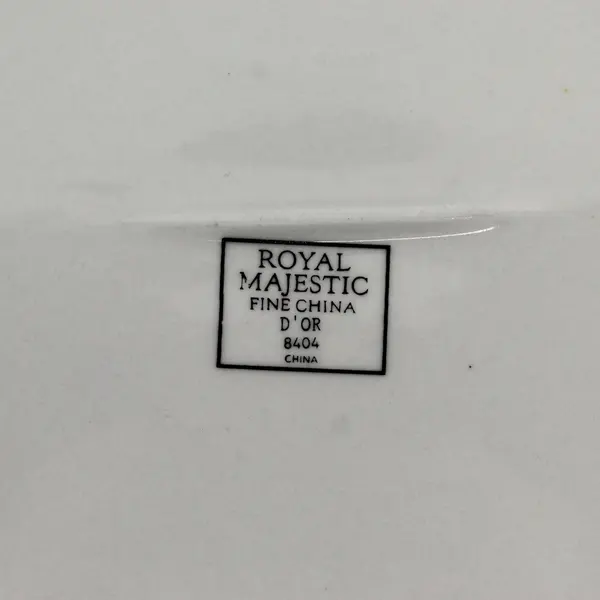 ROYAL
MAJESTIC
FINE CHINA
D'OR
8404
CHINA